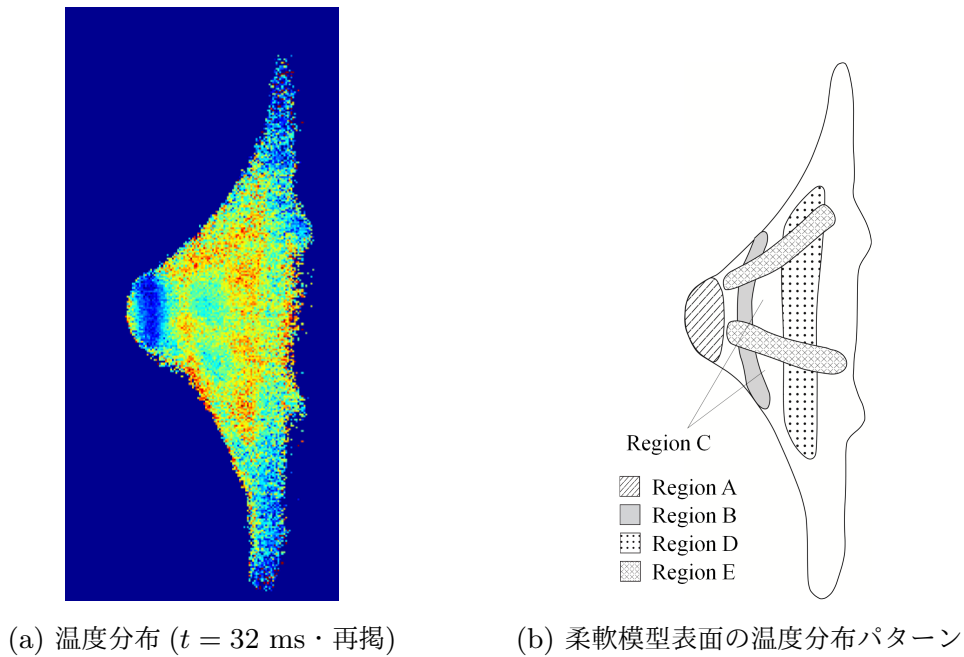 Region C
Region A
Region B
Region D
Region E
(a) 温度分布 (t = 32 ms・再掲)
(b) 柔軟模型表面の温度分布パターン